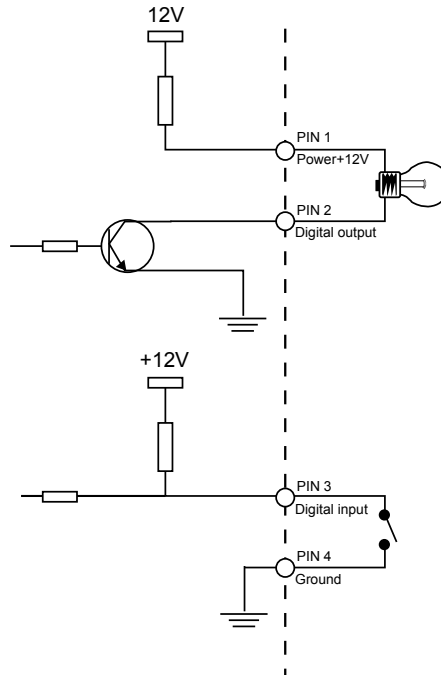 12V
PIN 1
Power+12V
PIN 2
Digital output
+12V
PIN 3
Digital input
PIN 4
Ground